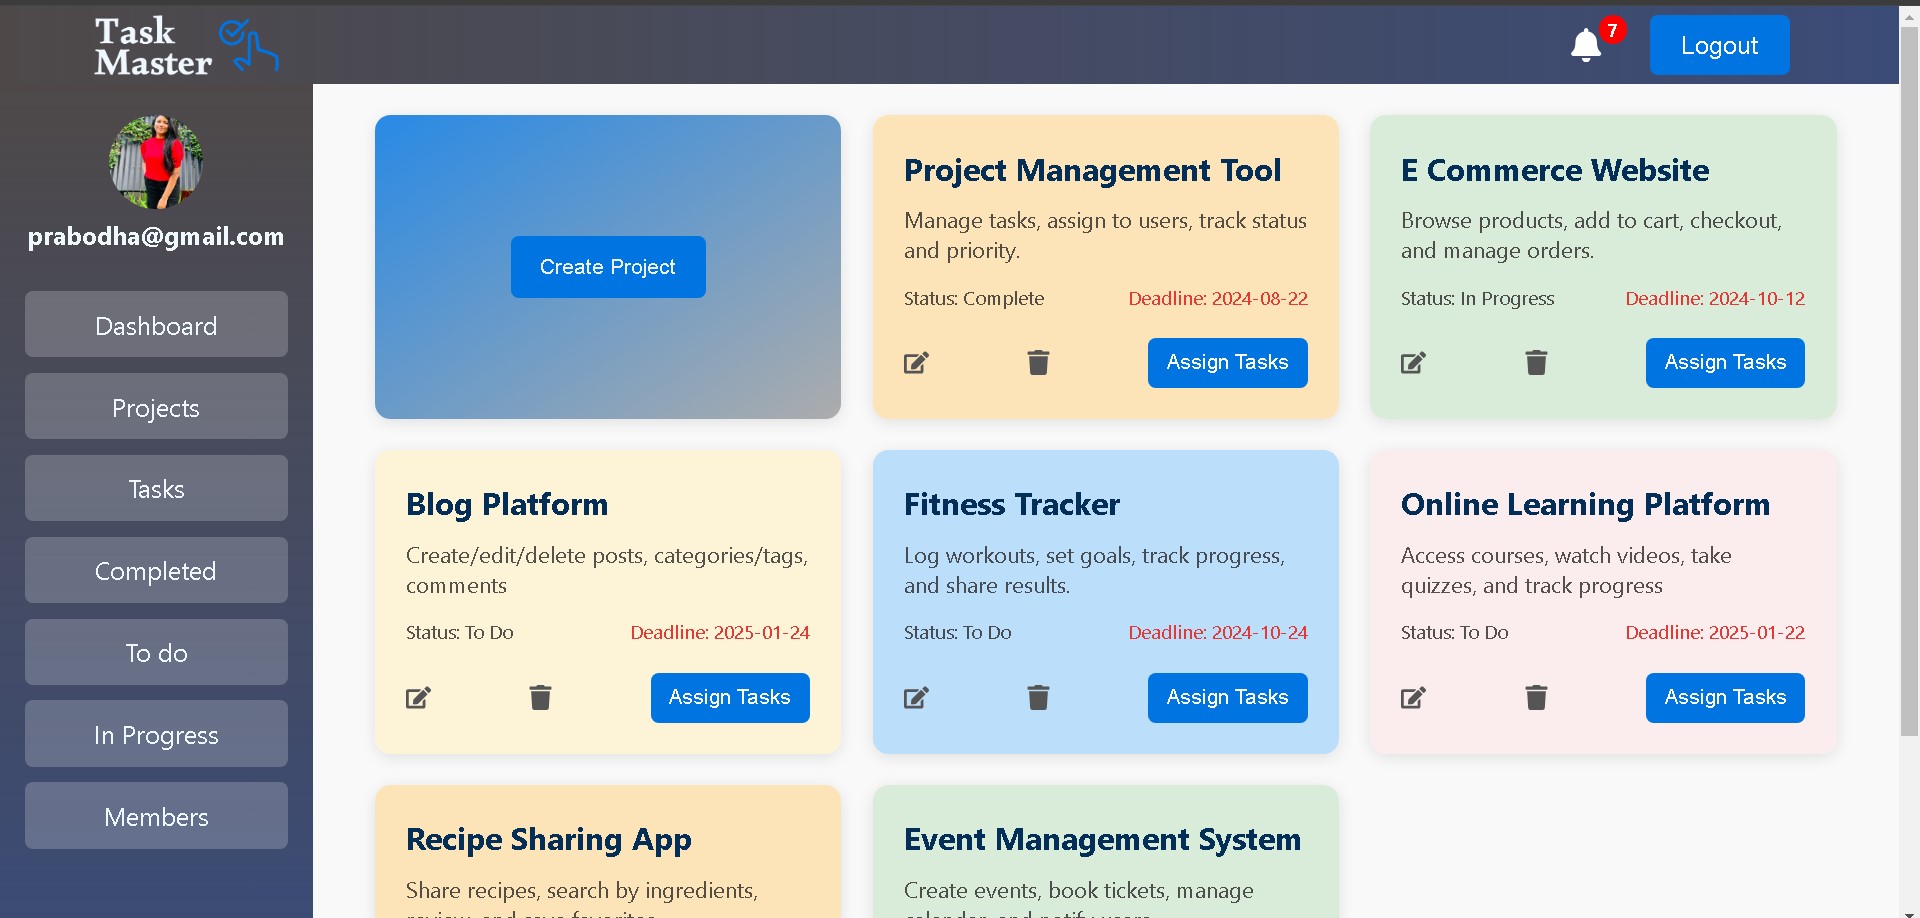 Task
Master
7
Logout
prabodha@gmail.com
Dashboard
Projects
Tasks
Completed
To do
In Progress
Members
Create Project
Project Management Tool
Manage tasks, assign to users, track status
and priority.
Status: Complete
Deadline: 2024-08-22
Assign Tasks
E Commerce Website
Browse products, add to cart, checkout,
and manage orders.
Status: In Progress
Deadline: 2024-10-12
Assign Tasks
Blog Platform
Create/edit/delete posts, categories/tags,
comments
Status: To Do
Deadline: 2025-01-24
Assign Tasks
Fitness Tracker
Log workouts, set goals, track progress,
and share results.
Status: To Do
Deadline: 2024-10-24
Assign Tasks
Online Learning Platform
Access courses, watch videos, take
quizzes, and track progress
Status: To Do
Deadline: 2025-01-22
Assign Tasks
Recipe Sharing App
Share recipes, search by ingredients,
Event Management System
Create events, book tickets, manage